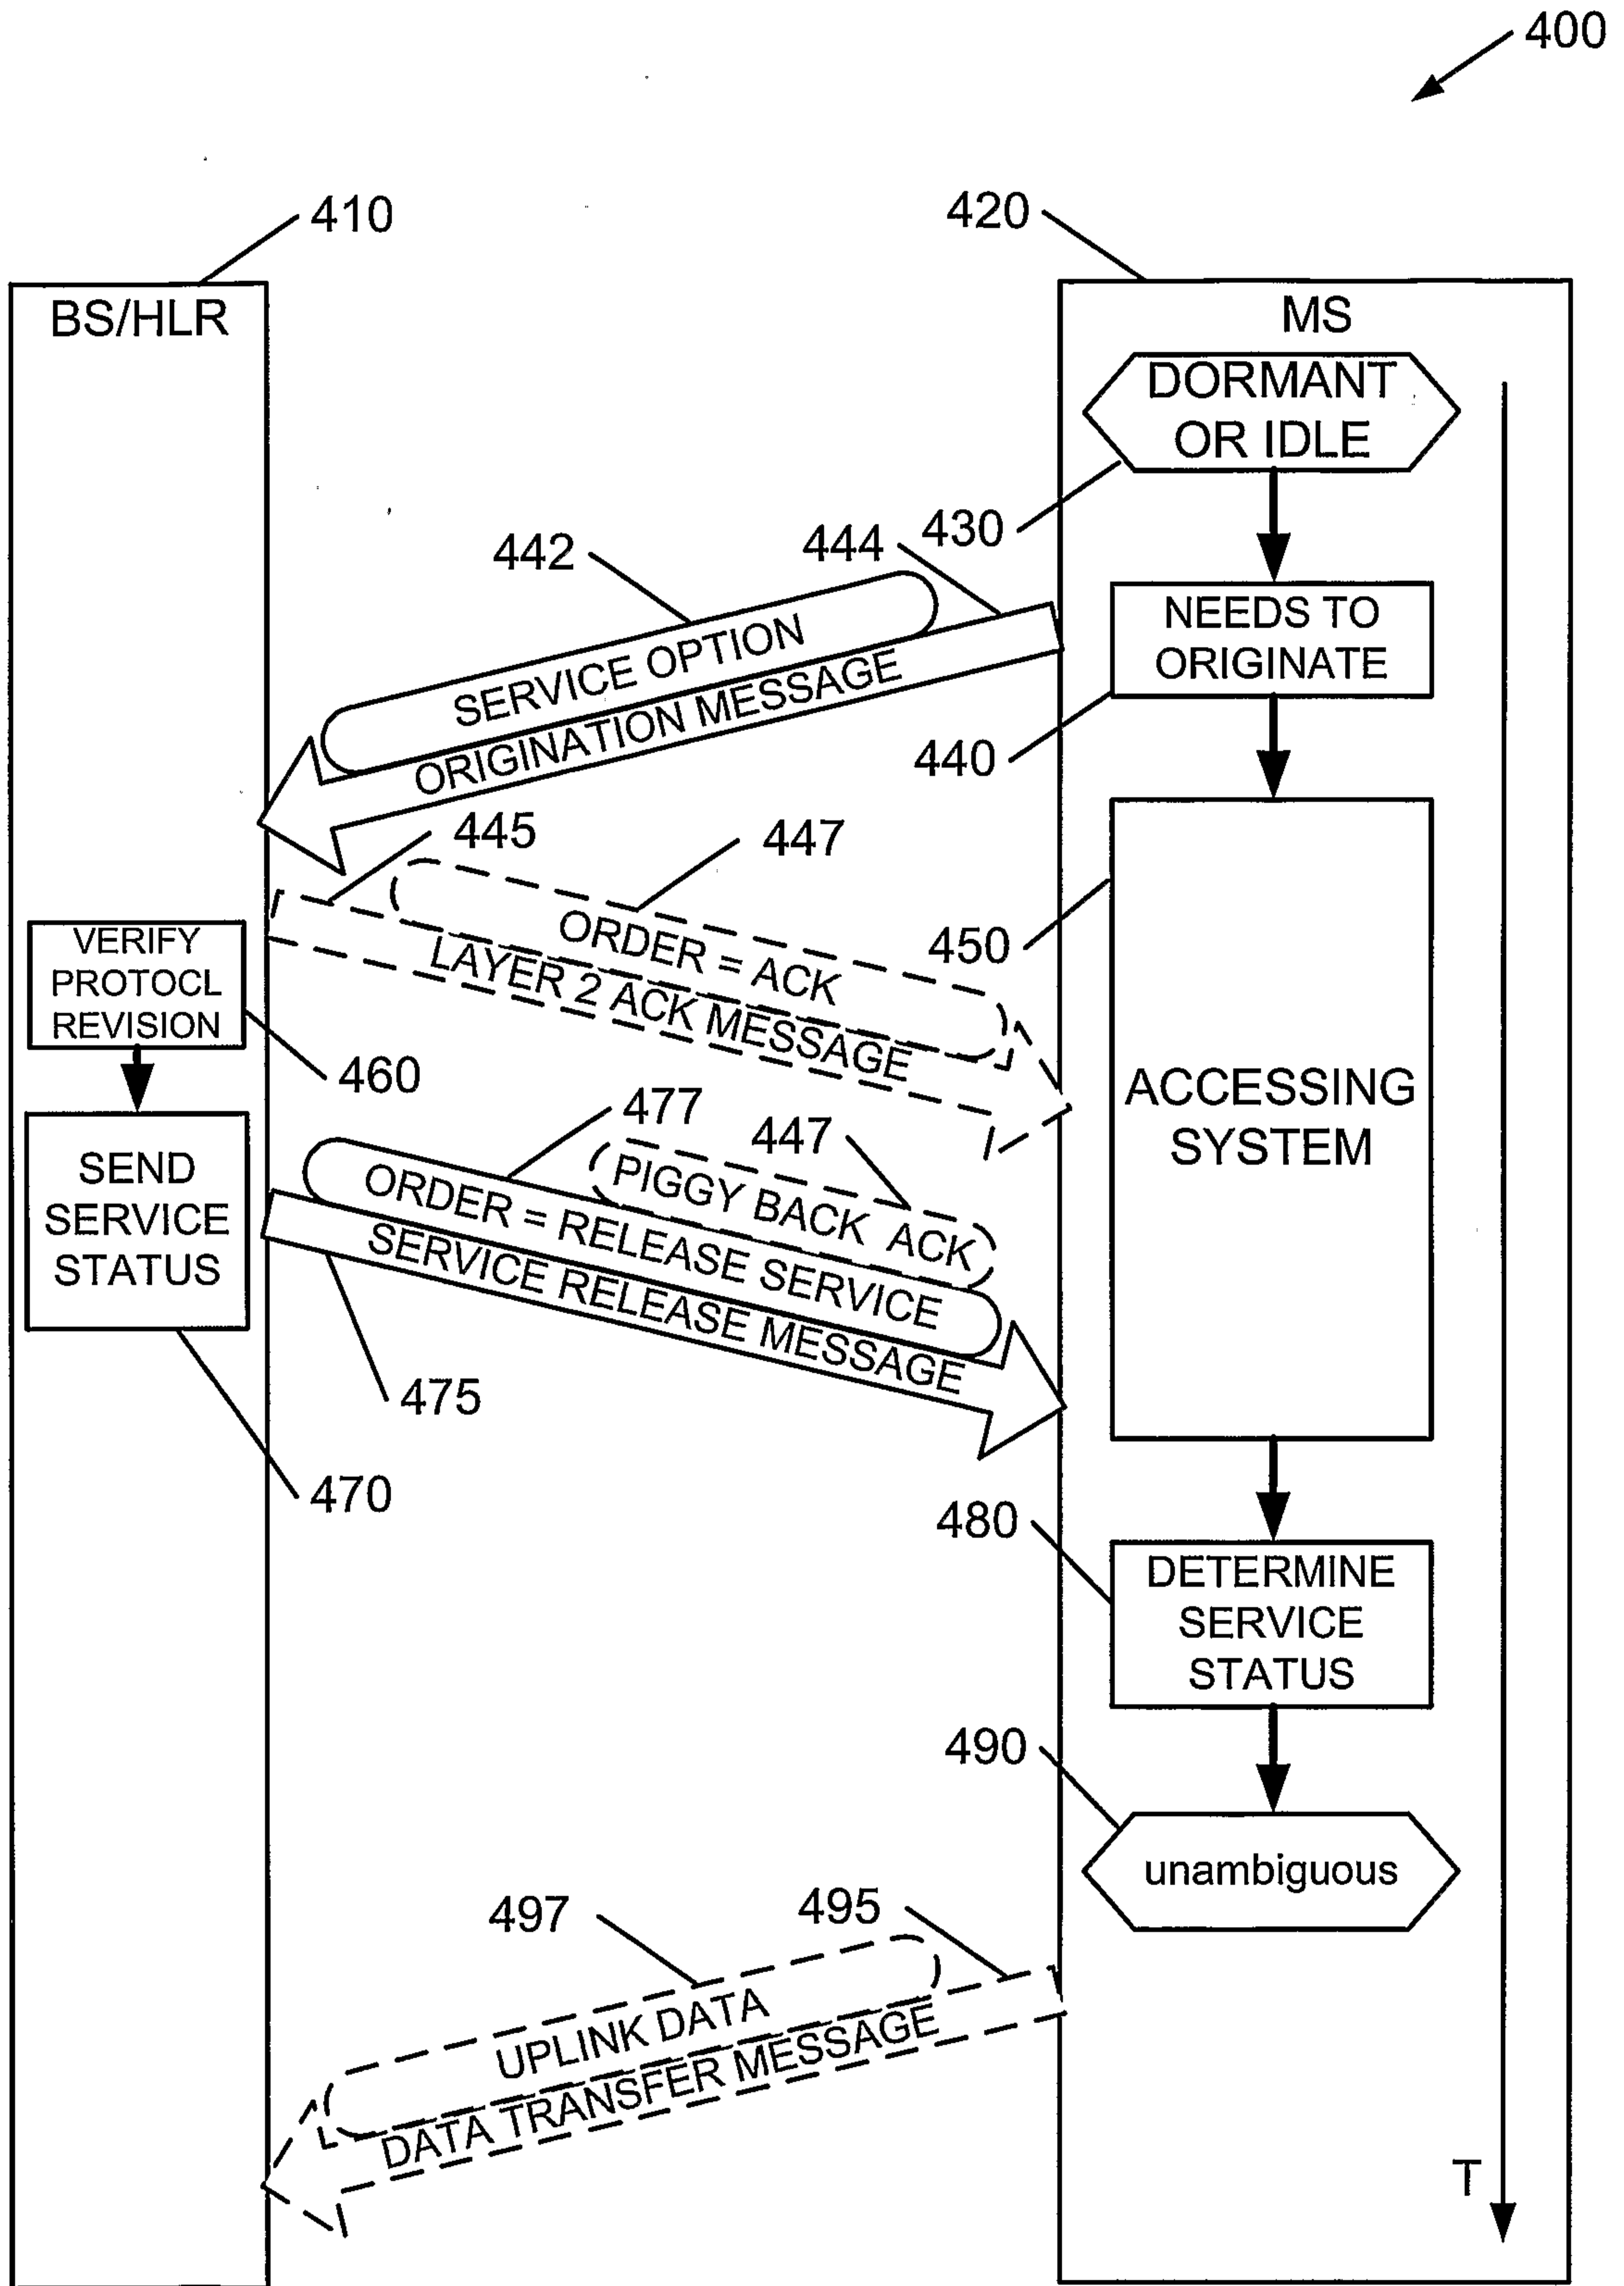 400
410
420
BS/HLR
MS
DORMANT
OR IDLE
430
442
444
SERVICE OPTION
ORIGINATION MESSAGE
NEEDS TO
ORIGINATE
440
445
447
ORDER = ACK
LAYER 2 ACK MESSAGE
450
VERIFY
PROTOCL
REVISION
460
ACCESSING
SYSTEM
477
447
PIGGY BACK ACK
ORDER = RELEASE SERVICE
SERVICE RELEASE MESSAGE
SEND
SERVICE
STATUS
475
470
480
DETERMINE
SERVICE
STATUS
490
unambiguous
497
495
UPLINK DATA
DATA TRANSFER MESSAGE
T